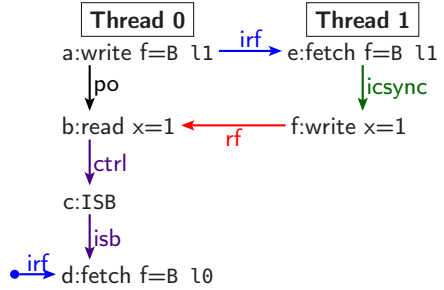 Thread 0 Thread 1
a:write f=B l1 irf e:fetch f=B l1
po icsync
b:read x=1 rf f:write x=1
ctrl
c:ISB
isb
irf d:fetch f=B l0